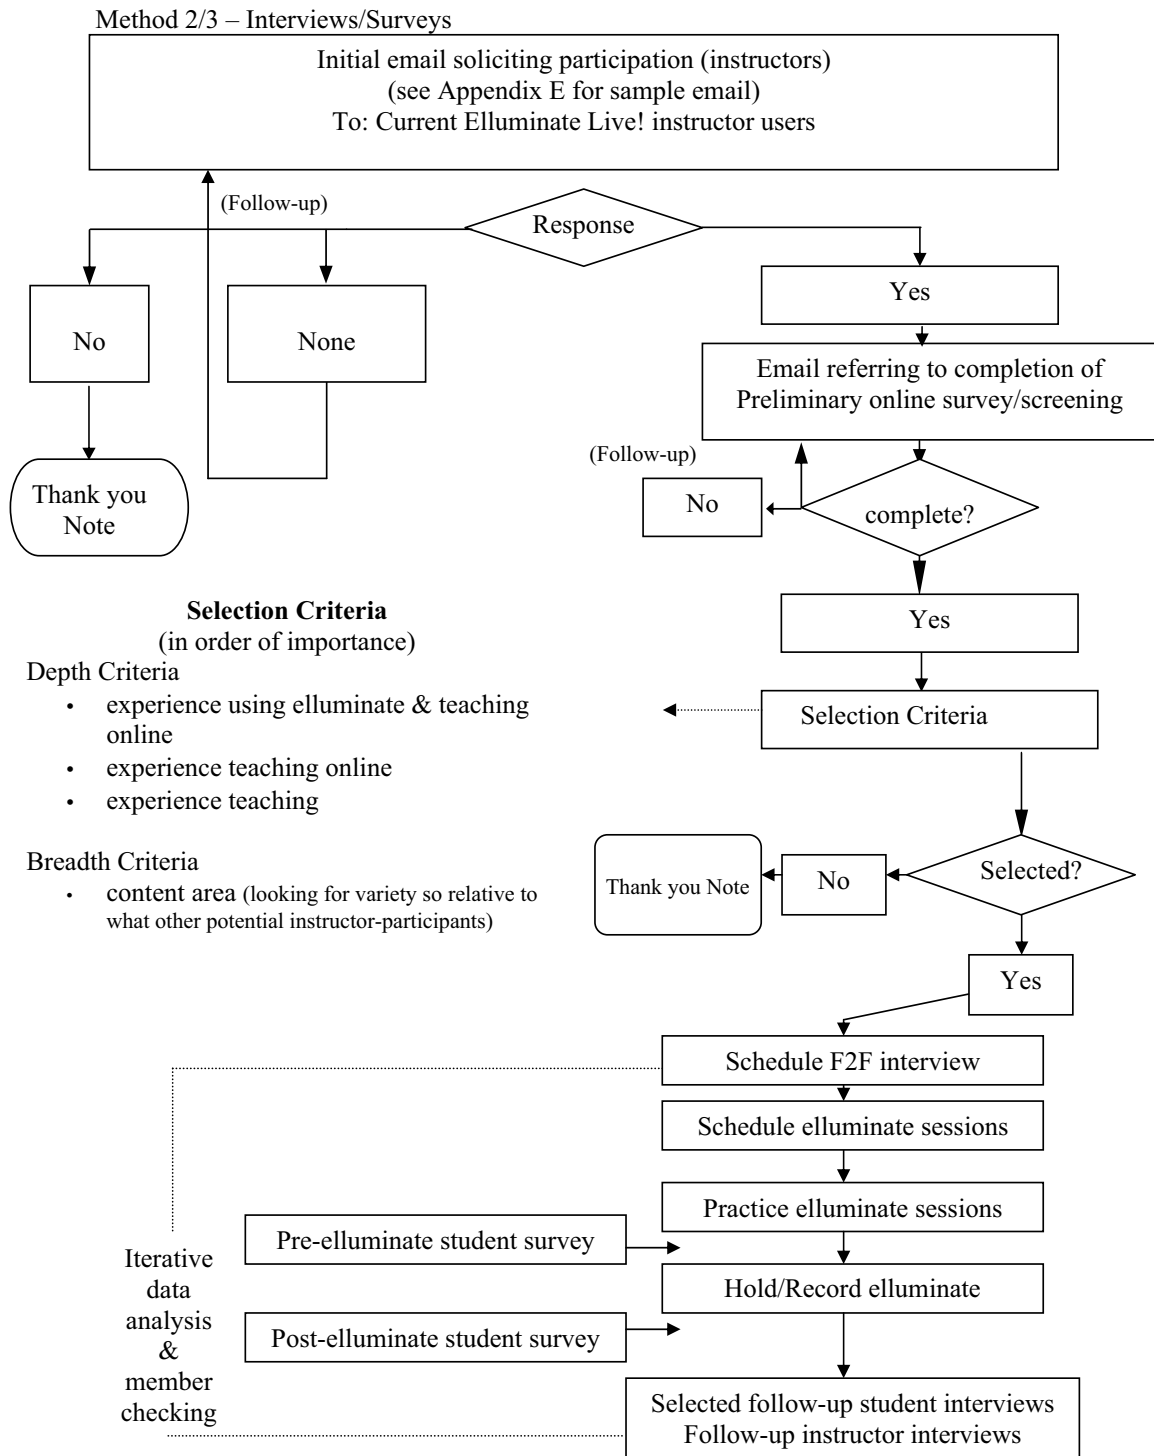 Method 2/3 – Interviews/Surveys
Initial email soliciting participation (instructors)
(see Appendix E for sample email)
To: Current Elluminate Live! instructor users
(Follow-up)
Response
No
None
Yes
Thank you
Note
Email referring to completion of
Preliminary online survey/screening
(Follow-up)
No
complete?
Yes
Selection Criteria
(in order of importance)
Depth Criteria
• experience using elluminate & teaching
online
• experience teaching online
• experience teaching
Breadth Criteria
• content area (looking for variety so relative to
what other potential instructor-participants)
Selection Criteria
Selected?
No
Thank you Note
Yes
Schedule F2F interview
Schedule elluminate sessions
Practice elluminate sessions
Pre-elluminate student survey
Hold/Record elluminate
Post-elluminate student survey
Iterative
data
analysis
&
member
checking
Selected follow-up student interviews
Follow-up instructor interviews